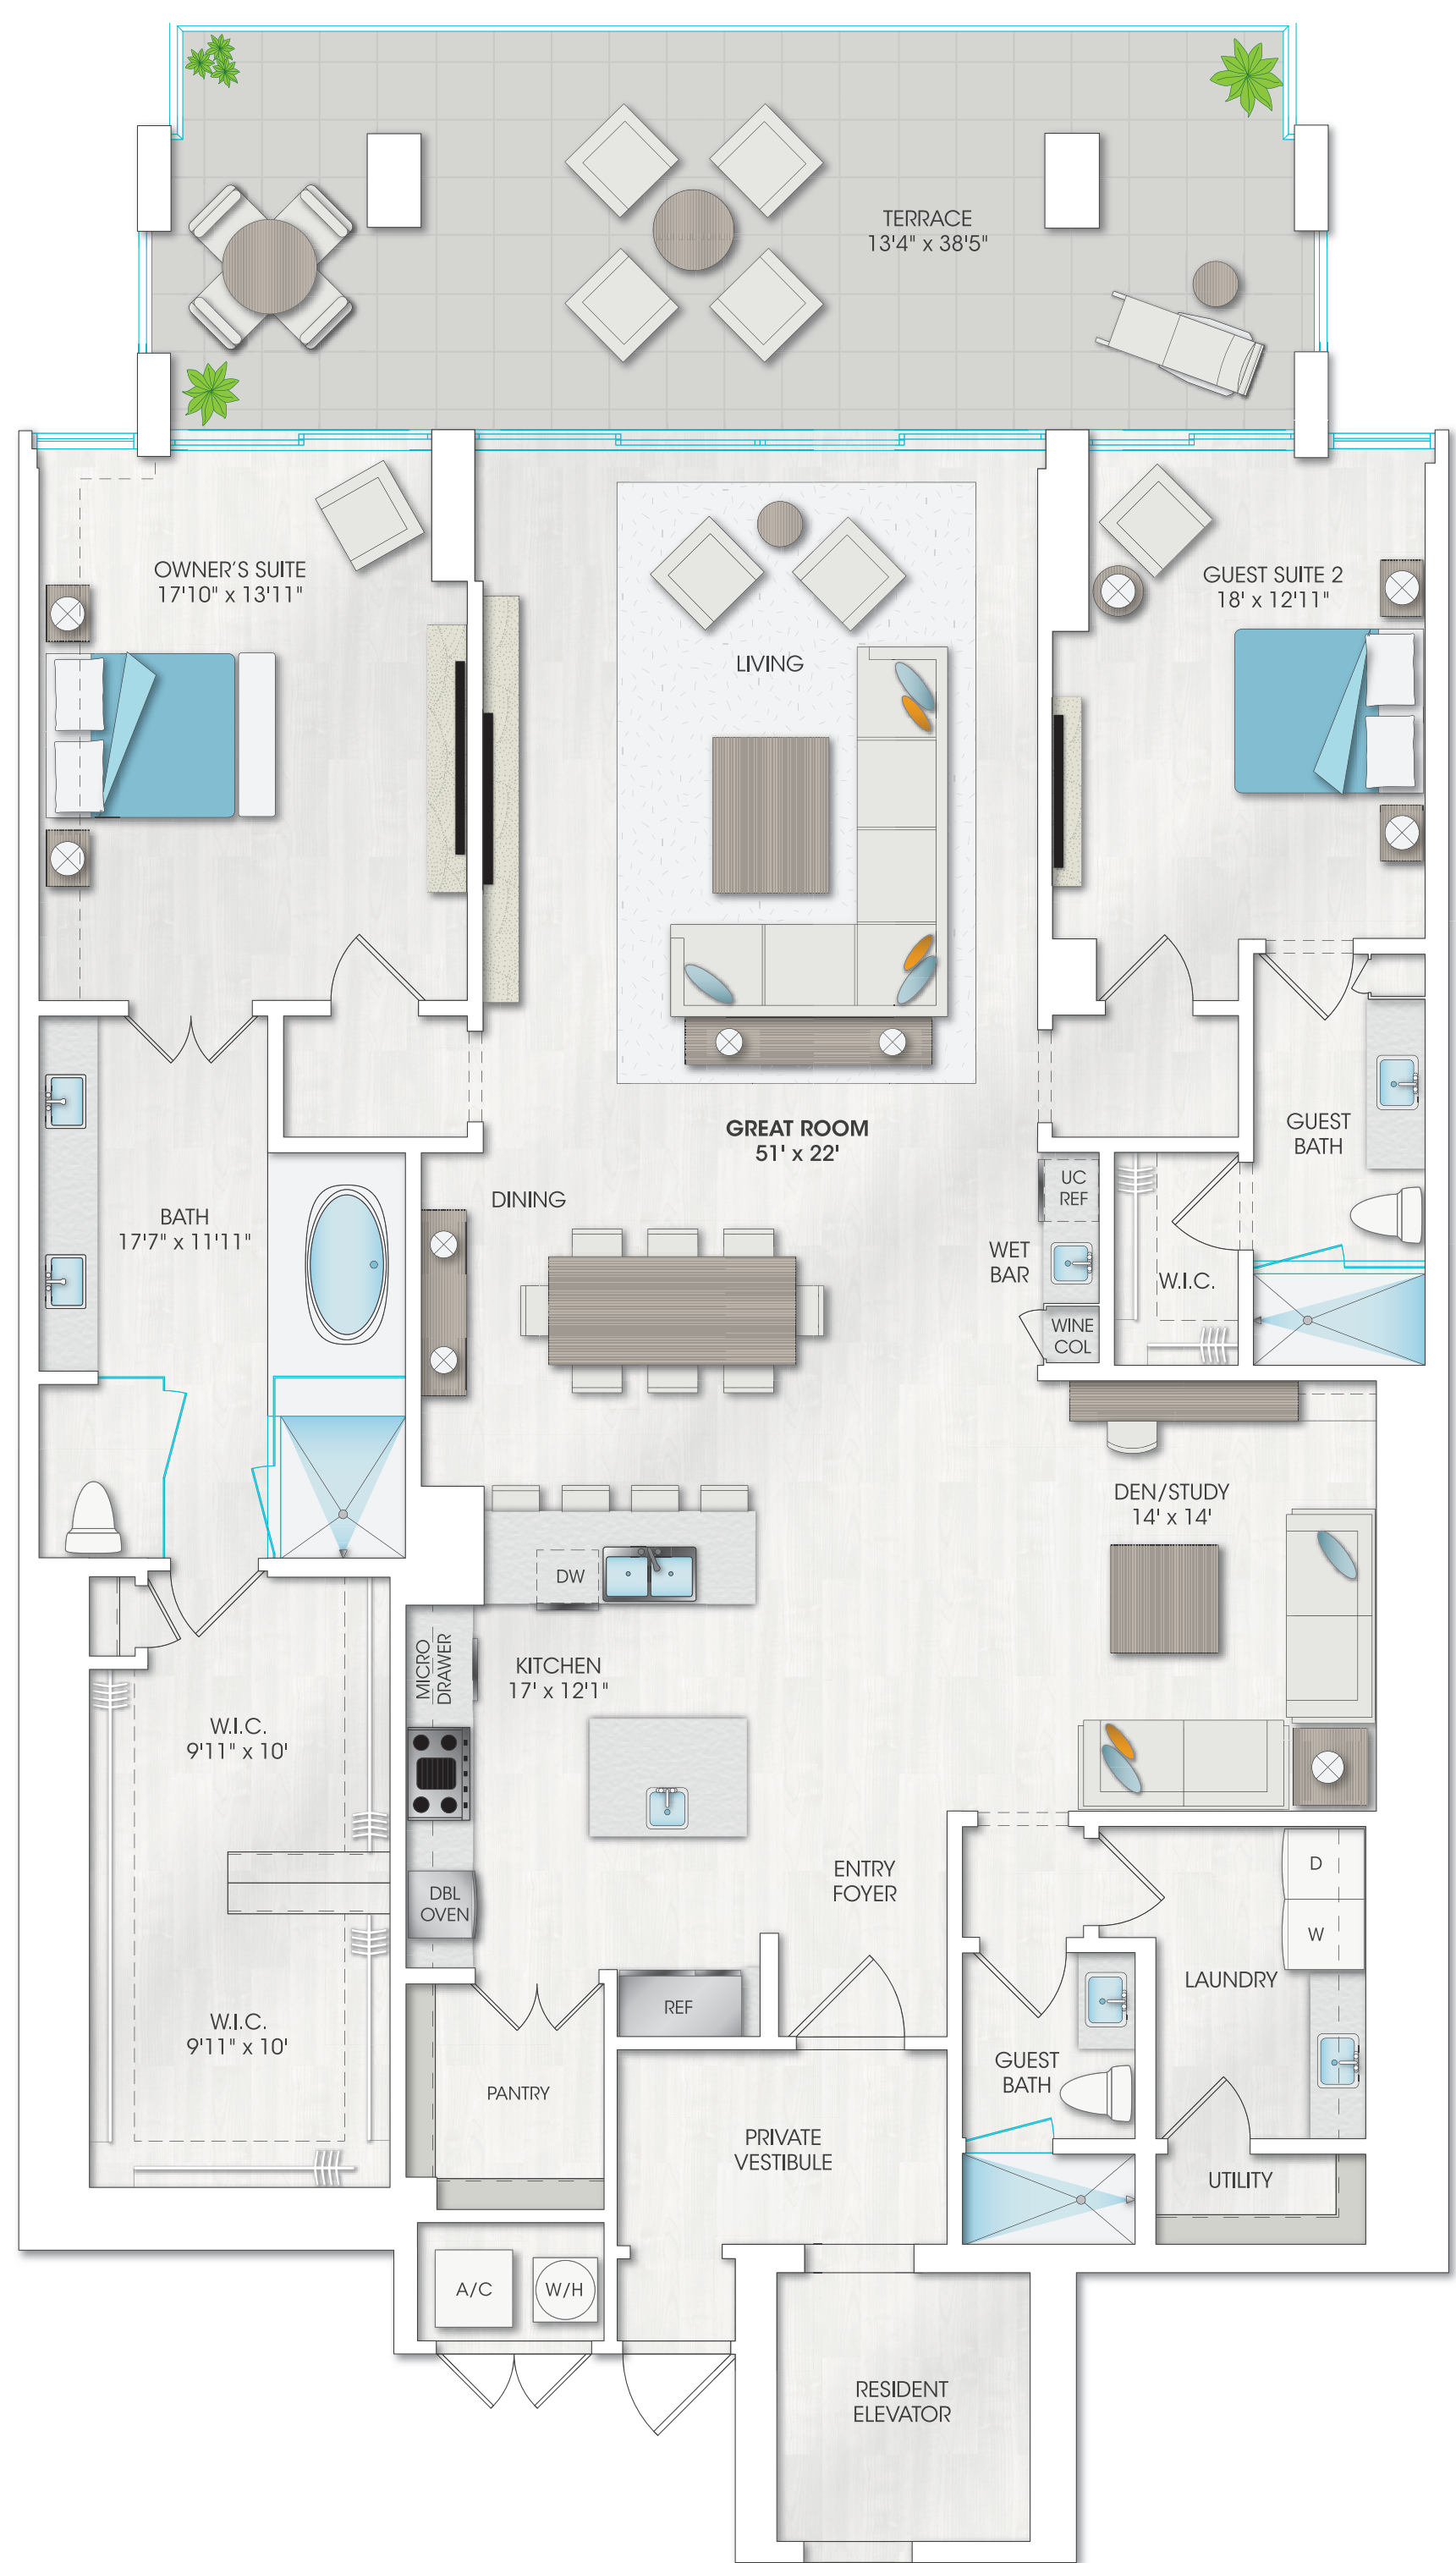 TERRACE
13'4" x 38'5"
OWNER'S SUITE
17'10" x 13'11"
LIVING
GUEST SUITE 2
18' x 12'11"
GREAT ROOM
51' x 22'
GUEST
BATH
UC
REF
DINING
BATH
17'7" x 11'11"
WET
BAR
W.I.C.
WINE
COL
DEN/STUDY
14' x 14'
DW
MICRO
DRAWER
KITCHEN
17' x 12'1"
W.I.C.
9'11" x 10'
ENTRY
FOYER
D
W
DBL
OVEN
LAUNDRY
REF
W.I.C.
9'11" x 10'
GUEST
BATH
PANTRY
PRIVATE
VESTIBULE
UTILITY
A/C
W/H
RESIDENT
ELEVATOR